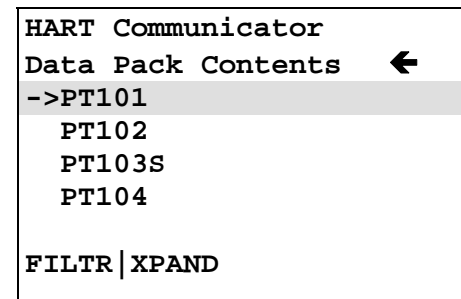 HART Communicator
Data Pack Contents 🡸
->PT101
PT102
PT103S
PT104
FILTR|XPAND